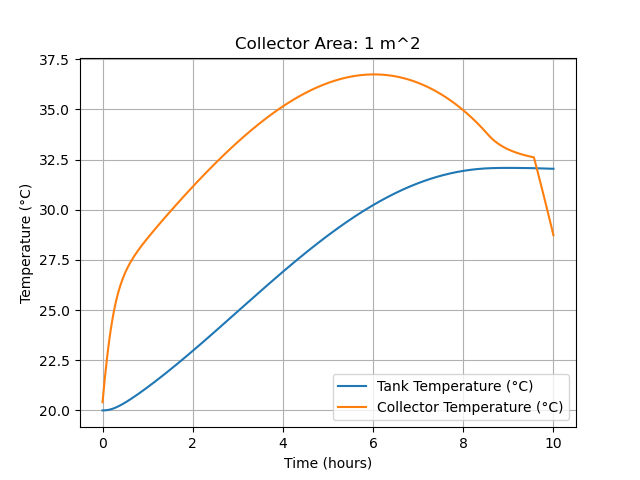 Collector Area: 1 m^2
Temperature (°C)
37.5
35.0
32.5
30.0
27.5
25.0
22.5
20.0
Tank Temperature (°C)
Collector Temperature (°C)
0 2 4 6 8 10
Time (hours)